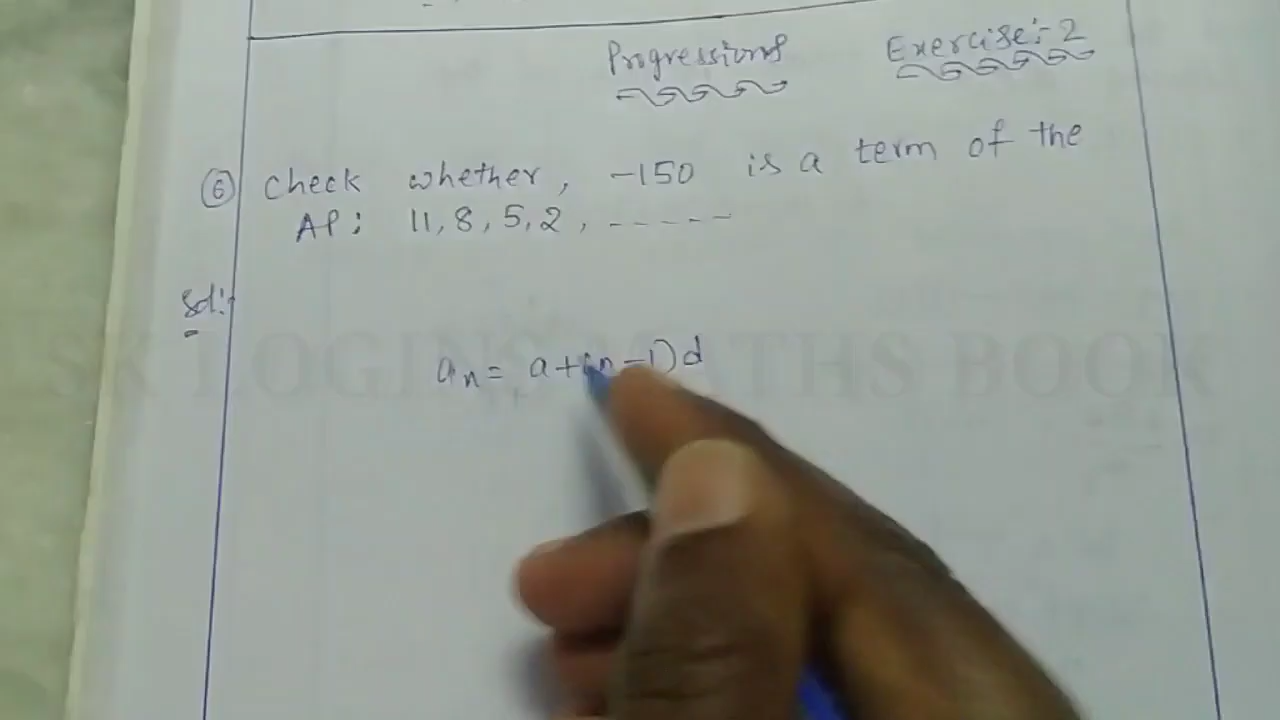 Progressions Exercise:-2
⑥ Check whether, -150 is a term of the
AP: 11, 8, 5, 2, -----
Sol:-
aₙ = a+(n-1)d